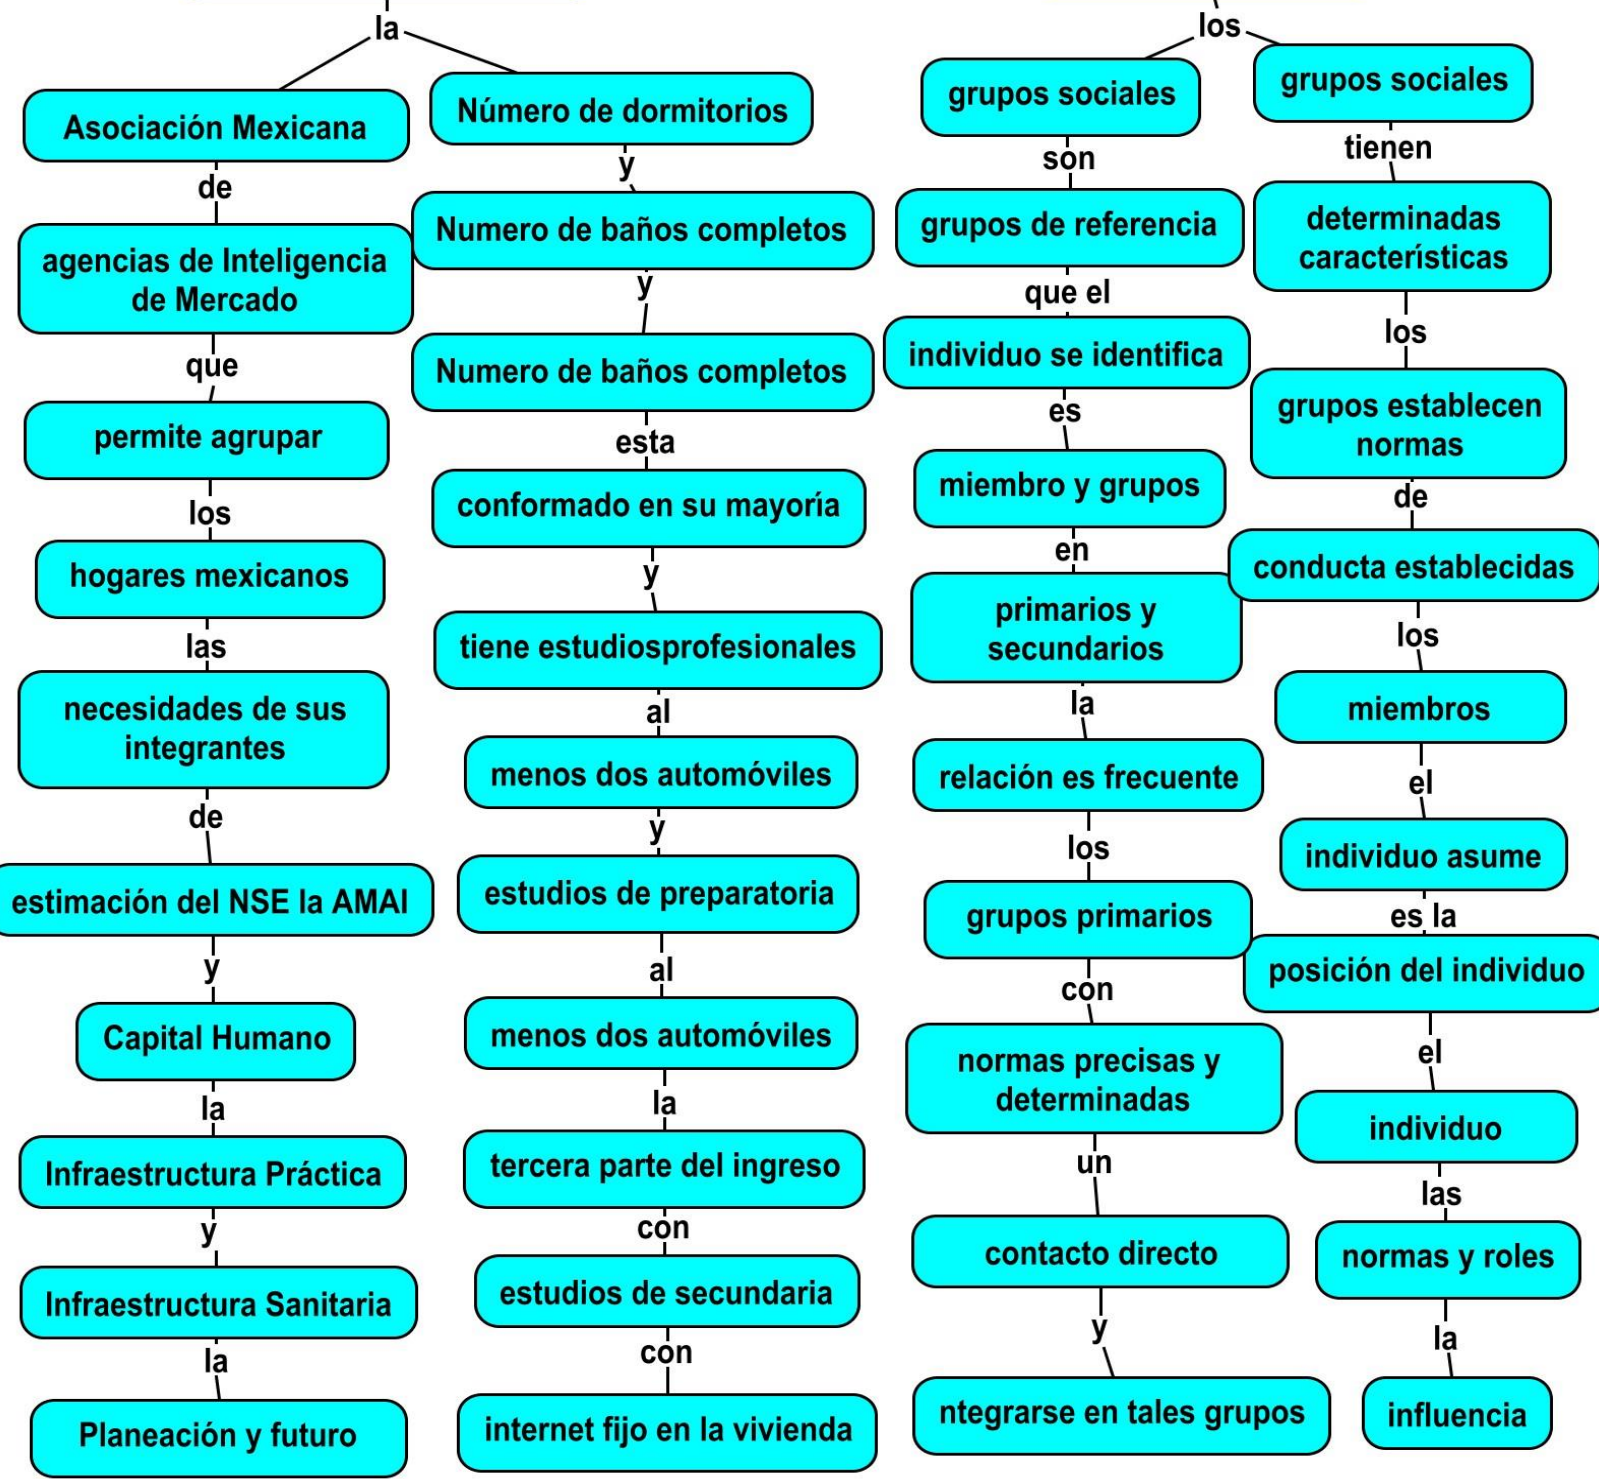 la
Asociación Mexicana
de
agencias de Inteligencia
de Mercado
que
permite agrupar
los
hogares mexicanos
las
necesidades de sus
integrantes
de
estimación del NSE la AMAI
y
Capital Humano
la
Infraestructura Práctica
y
Infraestructura Sanitaria
la
Planeación y futuro
Número de dormitorios
y
Numero de baños completos
y
Numero de baños completos
esta
conformado en su mayoría
y
tiene estudiosprofesionales
al
menos dos automóviles
y
estudios de preparatoria
al
menos dos automóviles
la
tercera parte del ingreso
con
estudios de secundaria
con
internet fijo en la vivienda
los
grupos sociales
son
grupos de referencia
que el
individuo se identifica
es
miembro y grupos
en
primarios y
secundarios
la
relación es frecuente
los
grupos primarios
con
normas precisas y
determinadas
un
contacto directo
y
ntegrarse en tales grupos
grupos sociales
tienen
determinadas
características
los
grupos establecen
normas
de
conducta establecidas
los
miembros
el
individuo asume
es la
posición del individuo
el
individuo
las
normas y roles
la
influencia